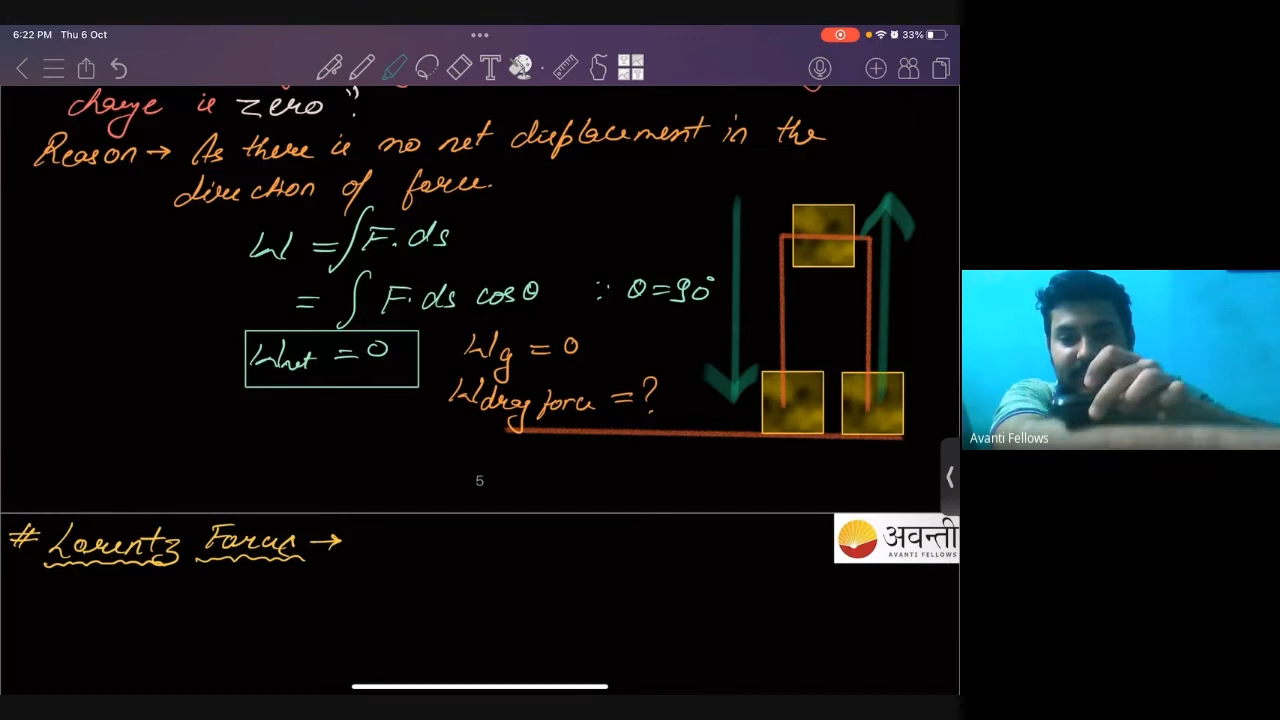 6:22 PM Thu 6 Oct
33%
charge is zero ?"
Reason → As there is no net displacement in the
direction of force.
W = ∫F. ds
= ∫ F. ds cos θ ∵ θ = 90°
Wnet = 0
Wg = 0
Wdrag force = ?
5
# Lorentz Force →
अवन्ती
AVANTI FELLOWS
Avanti Fellows